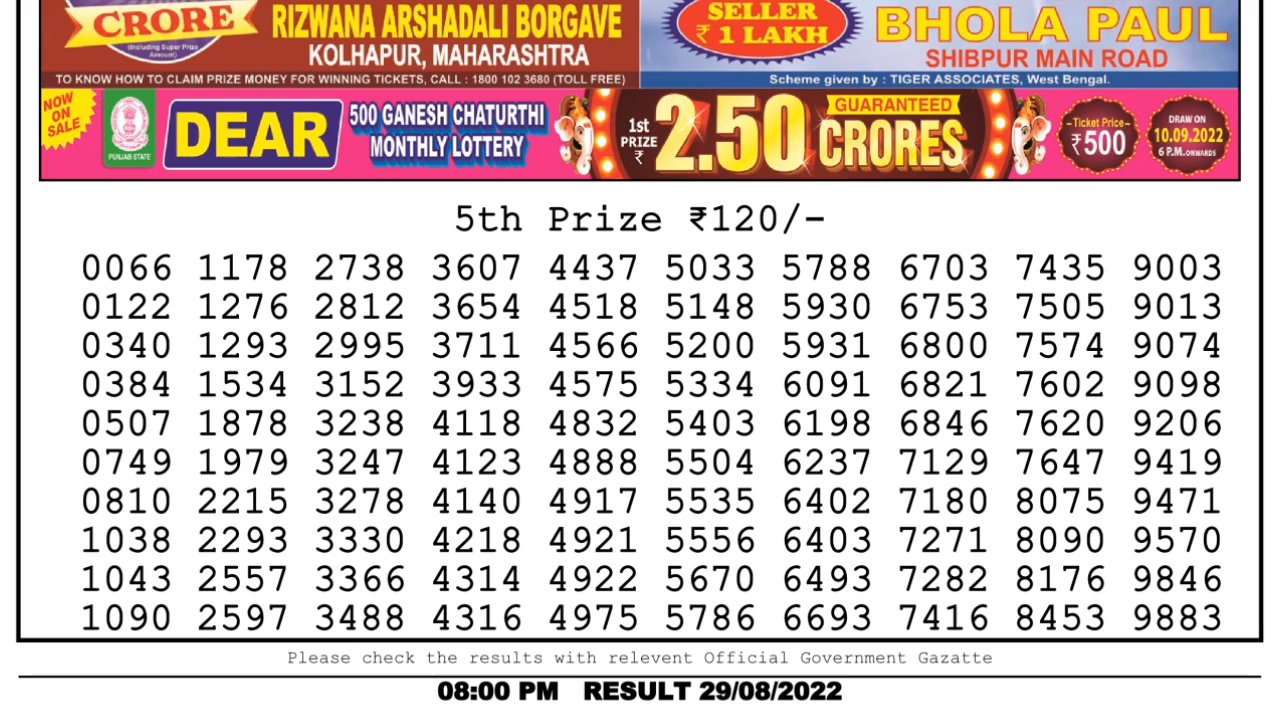 CRORE
(Including Super Prize
Amount)
RIZWANA ARSHADALI BORGAVE
KOLHAPUR, MAHARASHTRA
TO KNOW HOW TO CLAIM PRIZE MONEY FOR WINNING TICKETS, CALL : 1800 102 3680 (TOLL FREE)
SELLER
₹ 1 LAKH
BHOLA PAUL
SHIBPUR MAIN ROAD
Scheme given by : TIGER ASSOCIATES, West Bengal.
NOW
ON
SALE
PUNJAB STATE
DEAR
500 GANESH CHATURTHI
MONTHLY LOTTERY
1st
PRIZE
₹
2.50
GUARANTEED
CRORES
-Ticket Price-
₹500
DRAW ON
10.09.2022
6 P.M. ONWARDS
5th Prize ₹120/-
0066 1178 2738 3607 4437 5033 5788 6703 7435 9003
0122 1276 2812 3654 4518 5148 5930 6753 7505 9013
0340 1293 2995 3711 4566 5200 5931 6800 7574 9074
0384 1534 3152 3933 4575 5334 6091 6821 7602 9098
0507 1878 3238 4118 4832 5403 6198 6846 7620 9206
0749 1979 3247 4123 4888 5504 6237 7129 7647 9419
0810 2215 3278 4140 4917 5535 6402 7180 8075 9471
1038 2293 3330 4218 4921 5556 6403 7271 8090 9570
1043 2557 3366 4314 4922 5670 6493 7282 8176 9846
1090 2597 3488 4316 4975 5786 6693 7416 8453 9883
Please check the results with relevent Official Government Gazatte
08:00 PM RESULT 29/08/2022